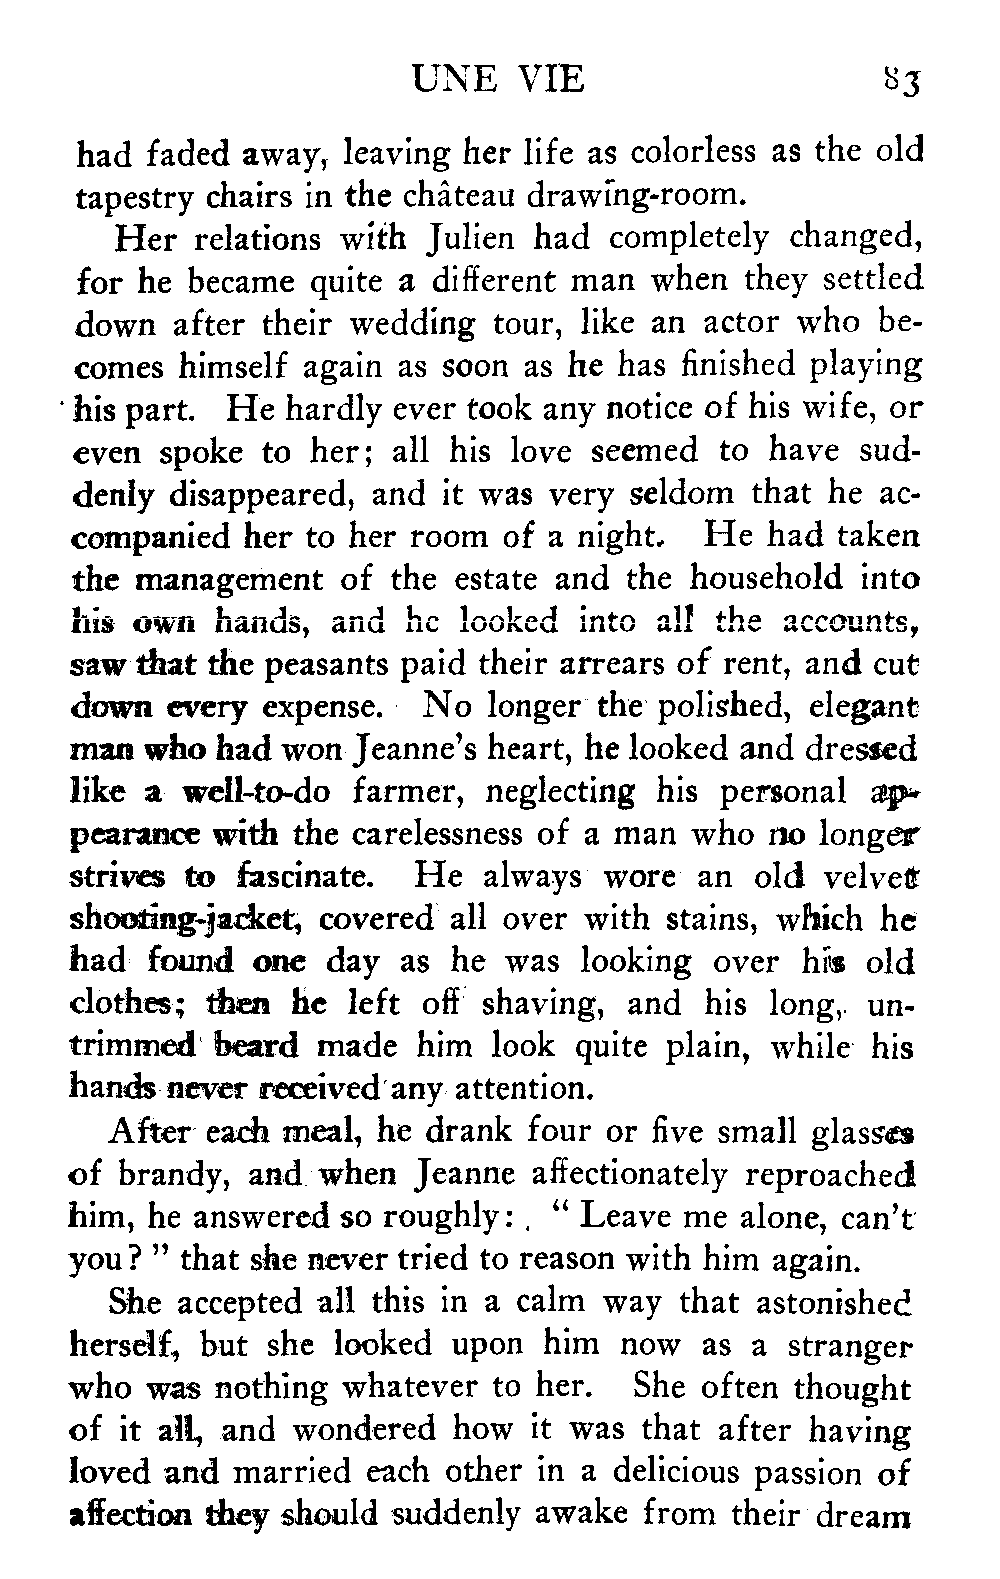 UNE VIE 83
had faded away, leaving her life as colorless as the old
tapestry chairs in the château drawing-room.
Her relations with Julien had completely changed,
for he became quite a different man when they settled
down after their wedding tour, like an actor who be-
comes himself again as soon as he has finished playing
his part. He hardly ever took any notice of his wife, or
even spoke to her; all his love seemed to have sud-
denly disappeared, and it was very seldom that he ac-
companied her to her room of a night. He had taken
the management of the estate and the household into
his own hands, and he looked into all the accounts,
saw that the peasants paid their arrears of rent, and cut
down every expense. No longer the polished, elegant
man who had won Jeanne's heart, he looked and dressed
like a well-to-do farmer, neglecting his personal ap-
pearance with the carelessness of a man who no longer
strives to fascinate. He always wore an old velvet
shooting-jacket, covered all over with stains, which he
had found one day as he was looking over his old
clothes; then he left off shaving, and his long, un-
trimmed beard made him look quite plain, while his
hands never received any attention.
After each meal, he drank four or five small glasses
of brandy, and when Jeanne affectionately reproached
him, he answered so roughly: " Leave me alone, can't
you? " that she never tried to reason with him again.
She accepted all this in a calm way that astonished
herself, but she looked upon him now as a stranger
who was nothing whatever to her. She often thought
of it all, and wondered how it was that after having
loved and married each other in a delicious passion of
affection they should suddenly awake from their dream